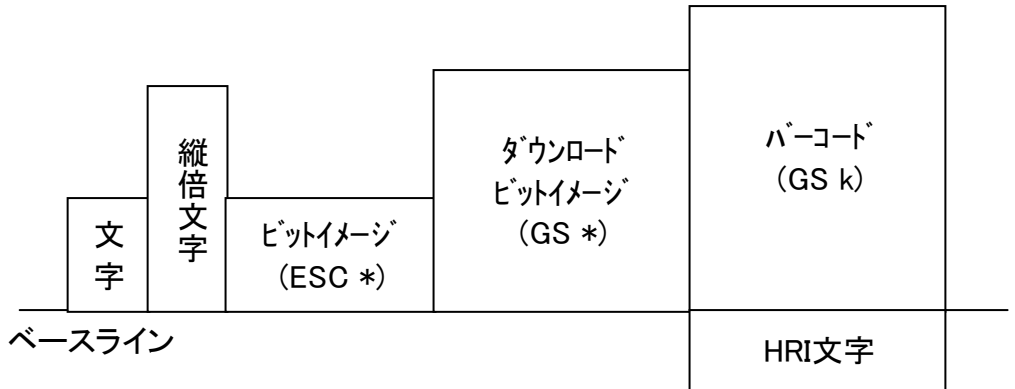 文字
縦倍文字
ビットイメージ
(ESC *)
ダウンロード
ビットイメージ
(GS *)
バーコード
(GS k)
ベースライン
HRI文字